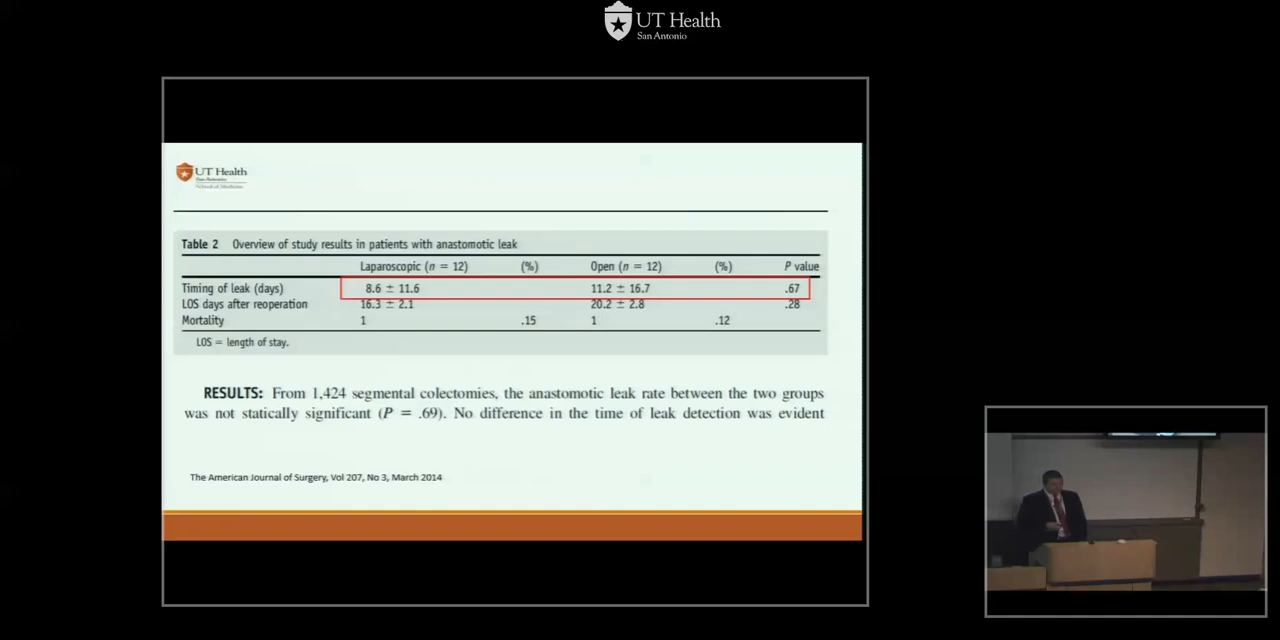 UT Health
San Antonio
UT Health
San Antonio
School of Medicine
Table 2 Overview of study results in patients with anastomotic leak
Laparoscopic (n = 12) (%) Open (n = 12) (%) P value
Timing of leak (days) 8.6 ± 11.6 11.2 ± 16.7 .67
LOS days after reoperation 16.3 ± 2.1 20.2 ± 2.8 .28
Mortality 1 .15 1 .12
LOS = length of stay.
RESULTS: From 1,424 segmental colectomies, the anastomotic leak rate between the two groups
was not statically significant (P = .69). No difference in the time of leak detection was evident
The American Journal of Surgery, Vol 207, No 3, March 2014